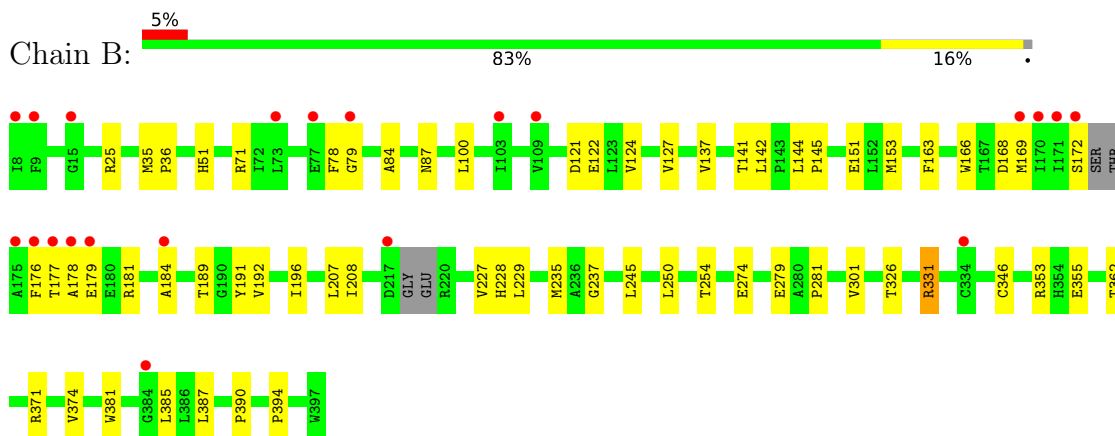 5%
Chain B:
83% 16% •
I8 F9 G15 R25 M35 P36 H51 R71 I72 L73 E77 F78 G79 A84 N87 L100 I103 V109 D121 E122 L123 V124 V127 V137 T141 L142 P143 L144 P145 E151 L152 M153 F163 W166 T167 D168 M169 I170 I171 S172 SER THR
A175 F176 T177 A178 E179 E180 R181 A184 T189 G190 Y191 V192 I196 L207 I208 D217 GLY GLU R220 V227 H228 L229 M235 A236 G237 L245 L250 T254 E274 E279 A280 P281 V301 T326 R331 C334 C346 R353 H354 E355
R371 V374 W381 G384 L385 L386 L387 P390 P394 W397